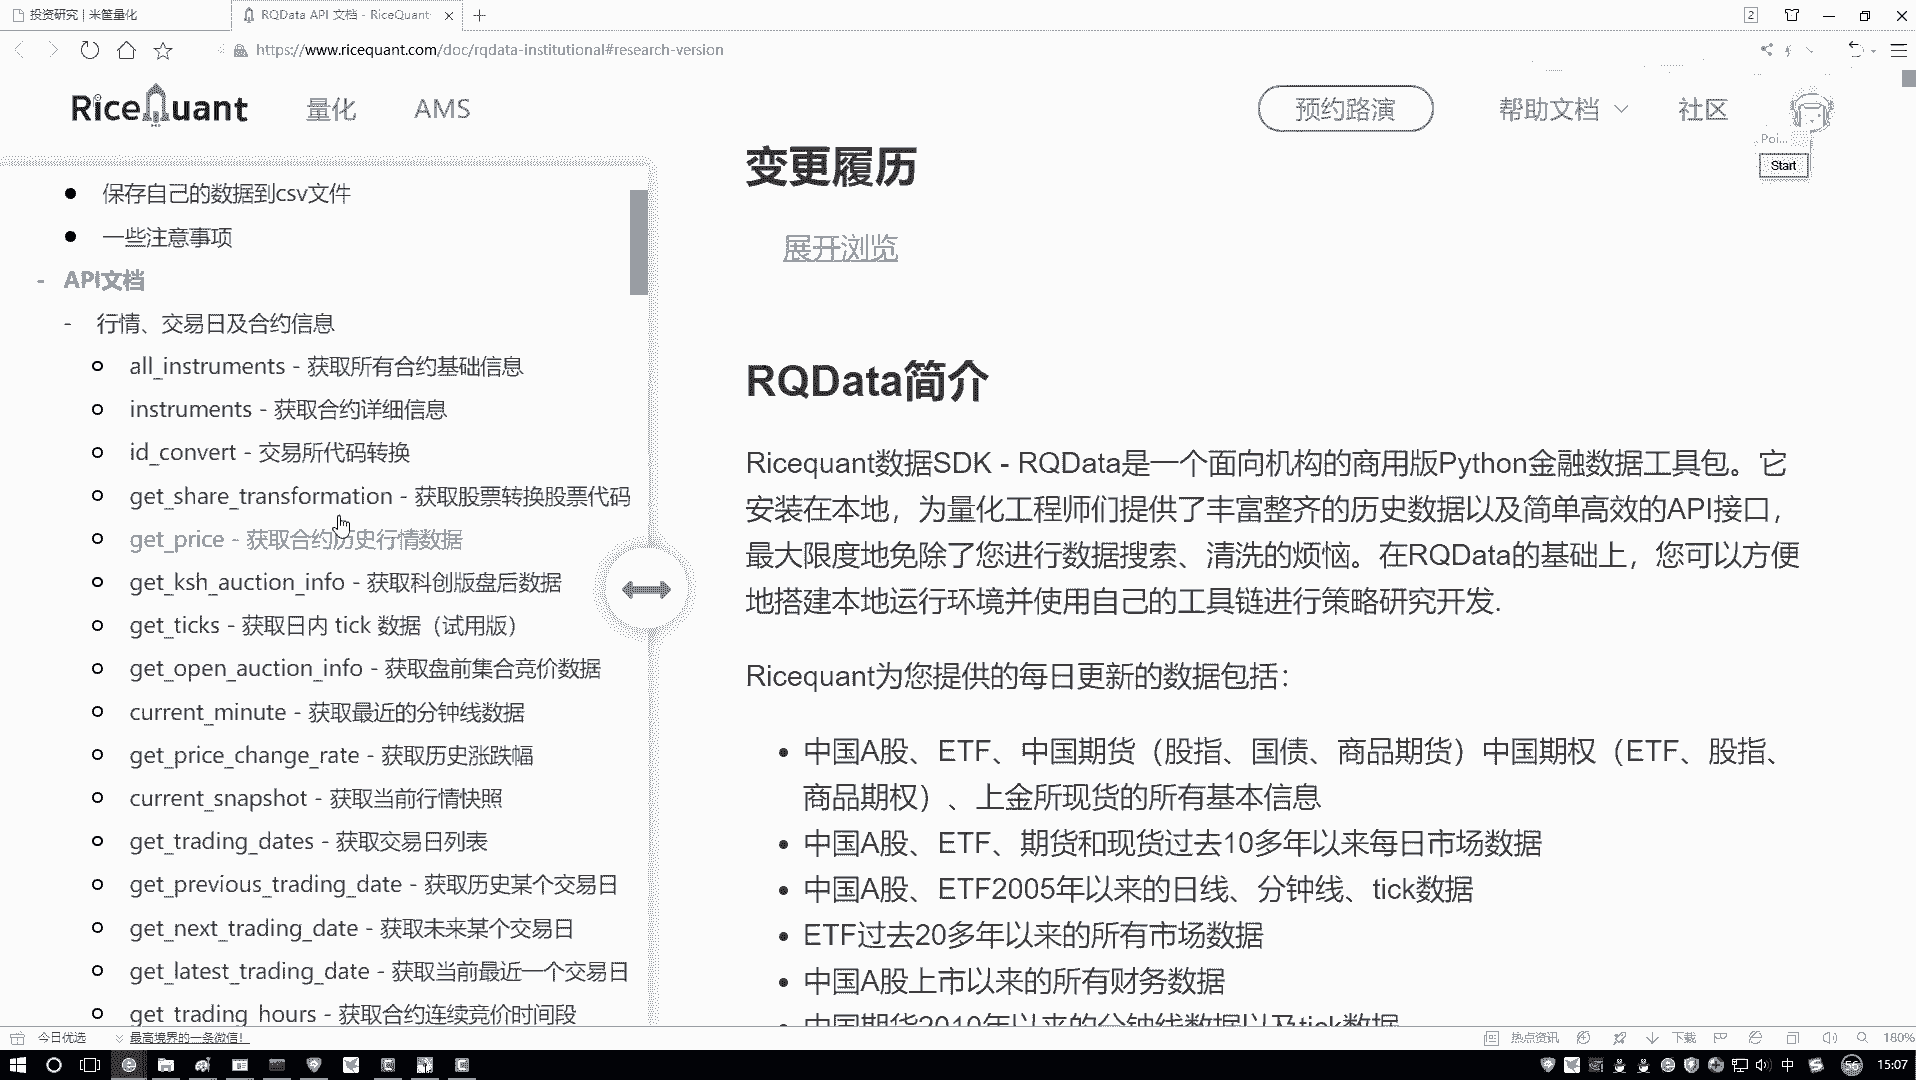 投资研究 | 米筐量化
RQData API 文档 - RiceQuant
2
https://www.ricequant.com/doc/rqdata-institutional#research-version
RiceQuant
量化
AMS
预约路演
帮助文档
社区
Poi...
Start
保存自己的数据到csv文件
一些注意事项
- API文档
- 行情、交易日及合约信息
all_instruments - 获取所有合约基础信息
instruments - 获取合约详细信息
id_convert - 交易所代码转换
get_share_transformation - 获取股票转换股票代码
get_price - 获取合约历史行情数据
get_ksh_auction_info - 获取科创版盘后数据
get_ticks - 获取日内 tick 数据（试用版）
get_open_auction_info - 获取盘前集合竞价数据
current_minute - 获取最近的分钟线数据
get_price_change_rate - 获取历史涨跌幅
current_snapshot - 获取当前行情快照
get_trading_dates - 获取交易日列表
get_previous_trading_date - 获取历史某个交易日
get_next_trading_date - 获取未来某个交易日
get_latest_trading_date - 获取当前最近一个交易日
get_trading_hours - 获取合约连续竞价时间段
变更履历
展开浏览
RQData简介
Ricequant数据SDK - RQData是一个面向机构的商用版Python金融数据工具包。它
安装在本地，为量化工程师们提供了丰富整齐的历史数据以及简单高效的API接口，
最大限度地免除了您进行数据搜索、清洗的烦恼。在RQData的基础上，您可以方便
地搭建本地运行环境并使用自己的工具链进行策略研究开发.
Ricequant为您提供的每日更新的数据包括：
中国A股、ETF、中国期货（股指、国债、商品期货）中国期权（ETF、股指、
商品期权）、上金所现货的所有基本信息
中国A股、ETF、期货和现货过去10多年以来每日市场数据
中国A股、ETF2005年以来的日线、分钟线、tick数据
ETF过去20多年以来的所有市场数据
中国A股上市以来的所有财务数据
中国期货2010年以来的分钟线数据以及tick数据
今日优选
最高境界的一条微信！
热点资讯
下载
180%
中
56
15:07